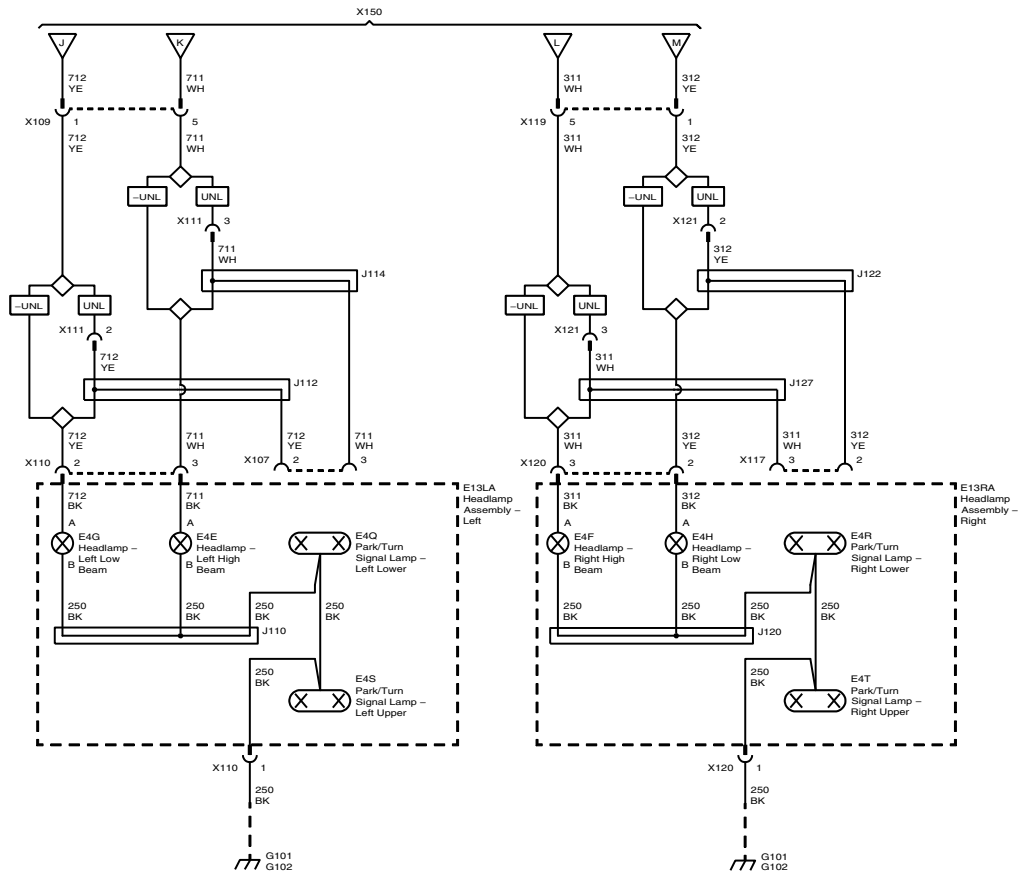 X150
J
K
L
M
712
YE
711
WH
311
WH
312
YE
X109
1
5
X119
5
1
712
YE
711
WH
311
WH
312
YE
–UNL
UNL
–UNL
UNL
X111
3
X121
2
711
WH
312
YE
J114
J122
–UNL
UNL
–UNL
UNL
X111
2
X121
3
712
YE
311
WH
J112
J127
712
YE
711
WH
712
YE
711
WH
311
WH
312
YE
311
WH
312
YE
X110
2
3
X107
2
3
X120
3
2
X117
3
2
E13LA
Headlamp
Assembly –
Left
E13RA
Headlamp
Assembly –
Right
712
BK
711
BK
311
BK
312
BK
A
A
A
A
E4G
Headlamp –
Left Low
Beam
B
E4E
Headlamp –
Left High
Beam
B
E4Q
Park/Turn
Signal Lamp –
Left Lower
E4F
Headlamp –
Right High
Beam
B
E4H
Headlamp –
Right Low
Beam
B
E4R
Park/Turn
Signal Lamp –
Right Lower
250
BK
250
BK
250
BK
250
BK
250
BK
250
BK
250
BK
250
BK
J110
J120
250
BK
250
BK
E4S
Park/Turn
Signal Lamp –
Left Upper
E4T
Park/Turn
Signal Lamp –
Right Upper
X110
1
X120
1
250
BK
250
BK
G101
G102
G101
G102